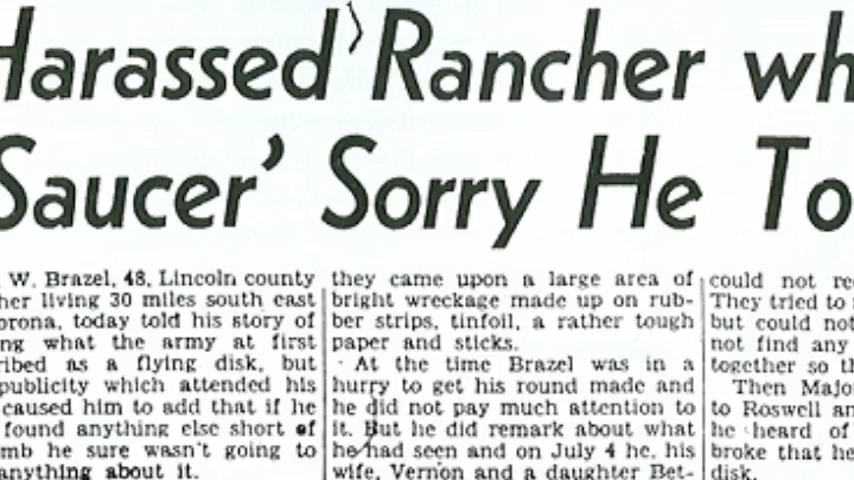 Harassed Rancher wh
Saucer' Sorry He To
W. Brazel, 48, Lincoln county
her living 30 miles south east
orona, today told his story of
ng what the army at first
ribed as a flying disk, but
publicity which attended his
caused him to add that if he
found anything else short of
mb he sure wasn't going to
anything about it.
they came upon a large area of
bright wreckage made up on rub-
ber strips, tinfoil, a rather tough
paper and sticks.
At the time Brazel was in a
hurry to get his round made and
he did not pay much attention to
it. But he did remark about what
he had seen and on July 4 he, his
wife, Vernon and a daughter Bet-
could not re
They tried to
but could not
not find any
together so th
Then Majo
to Roswell an
he heard of
broke that he
disk.